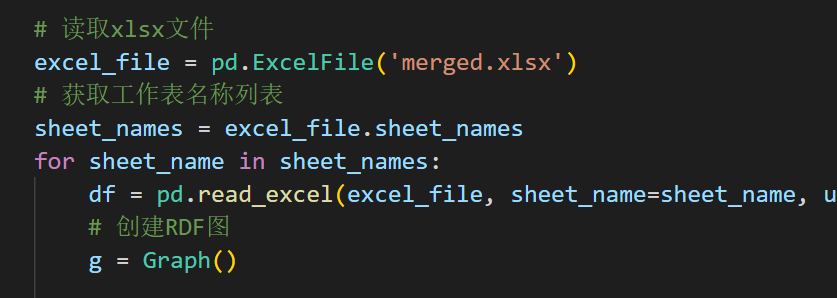 # 读取xlsx文件
excel_file = pd.ExcelFile('merged.xlsx')
# 获取工作表名称列表
sheet_names = excel_file.sheet_names
for sheet_name in sheet_names:
df = pd.read_excel(excel_file, sheet_name=sheet_name, u
# 创建RDF图
g = Graph()